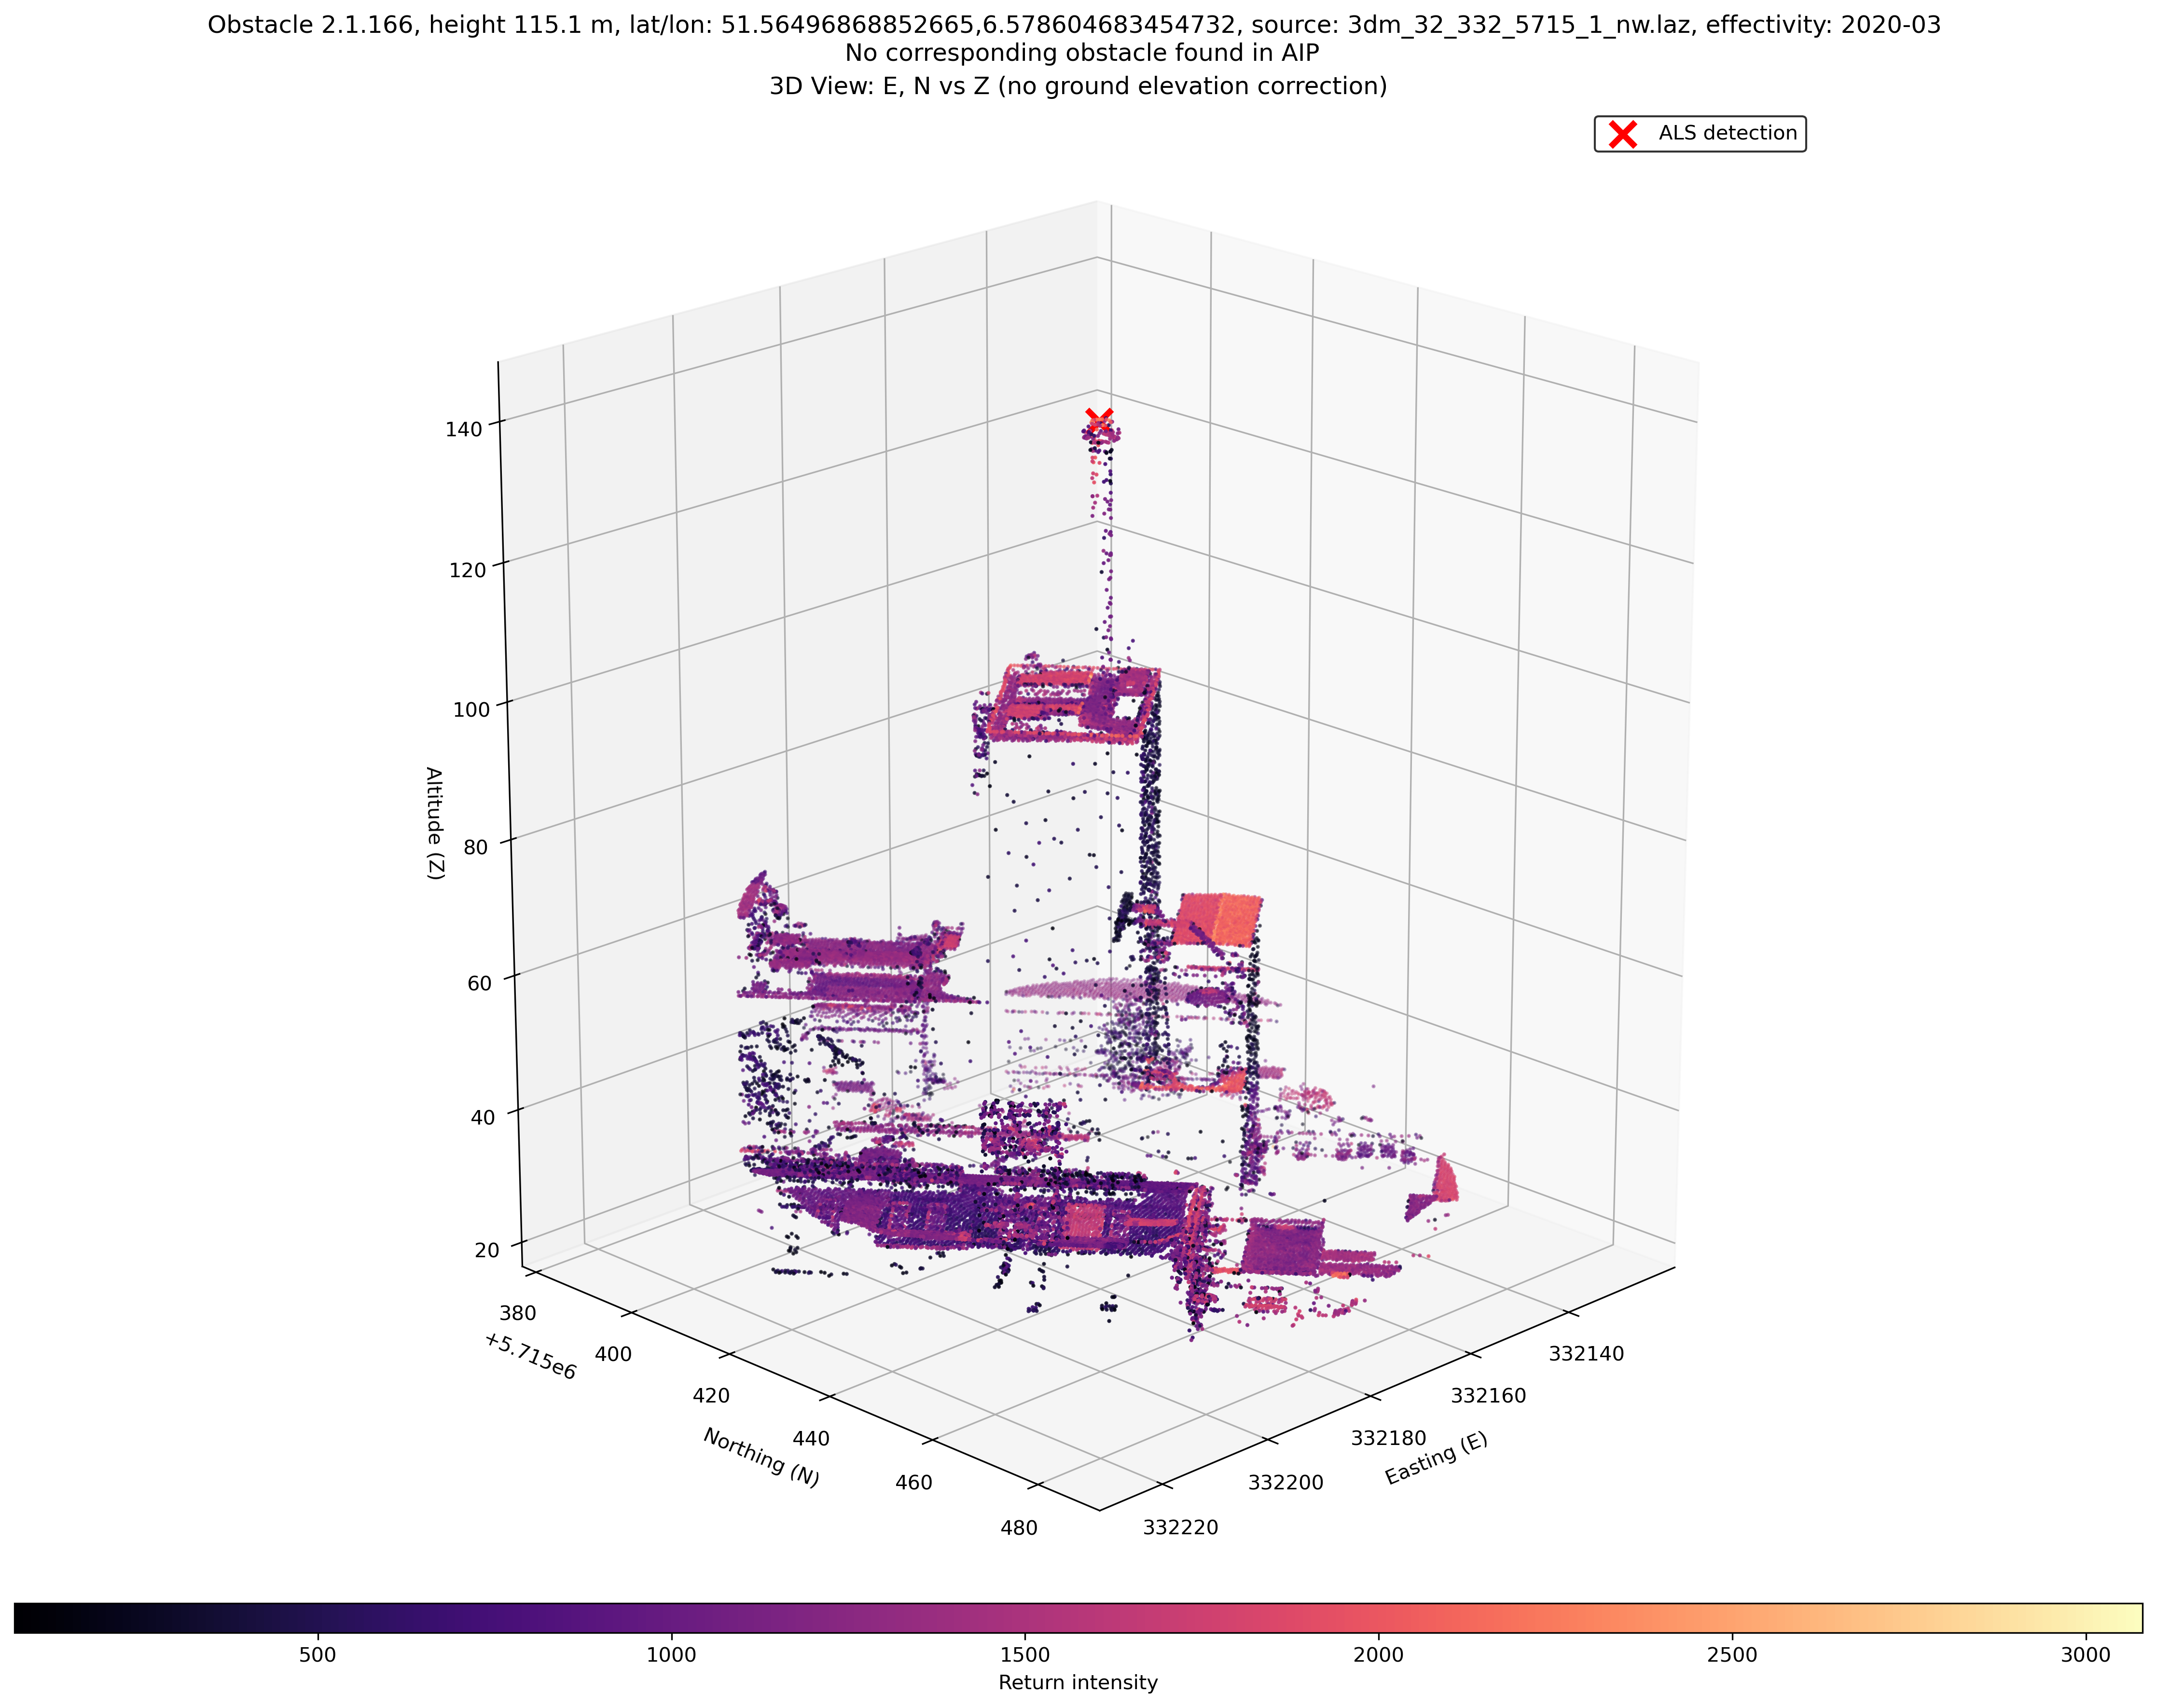 Obstacle 2.1.166, height 115.1 m, lat/lon: 51.56496868852665,6.578604683454732, source: 3dm_32_332_5715_1_nw.laz, effectivity: 2020-03
No corresponding obstacle found in AIP
3D View: E, N vs Z (no ground elevation correction)
ALS detection
140
120
100
80
60
40
20
Altitude (Z)
380
400
420
440
460
480
+5.715e6
Northing (N)
332140
332160
332180
332200
332220
Easting (E)
500
1000
1500
2000
2500
3000
Return intensity